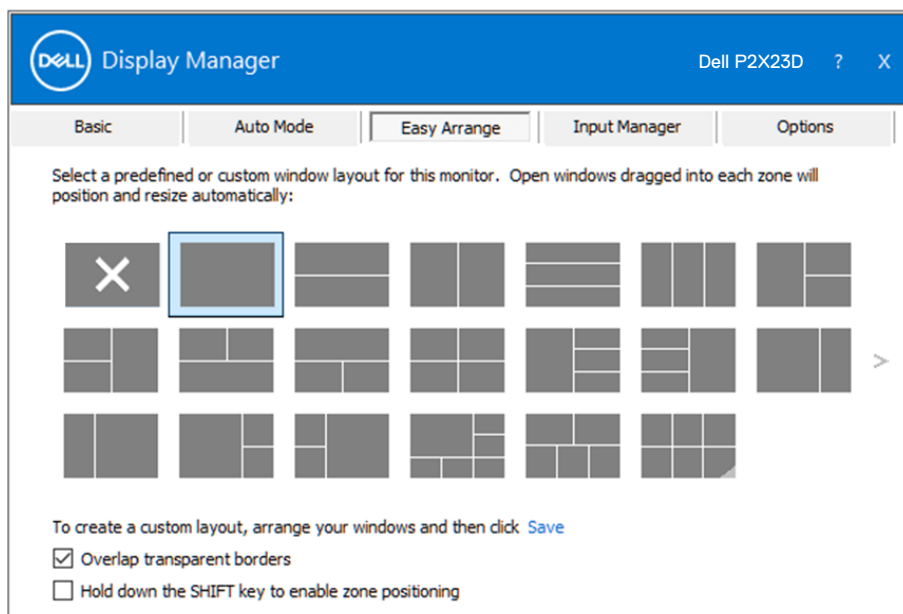 DELL Display Manager Dell P2X23D ? X
Basic Auto Mode Easy Arrange Input Manager Options
Select a predefined or custom window layout for this monitor. Open windows dragged into each zone will
position and resize automatically:
>
To create a custom layout, arrange your windows and then click Save
Overlap transparent borders
Hold down the SHIFT key to enable zone positioning